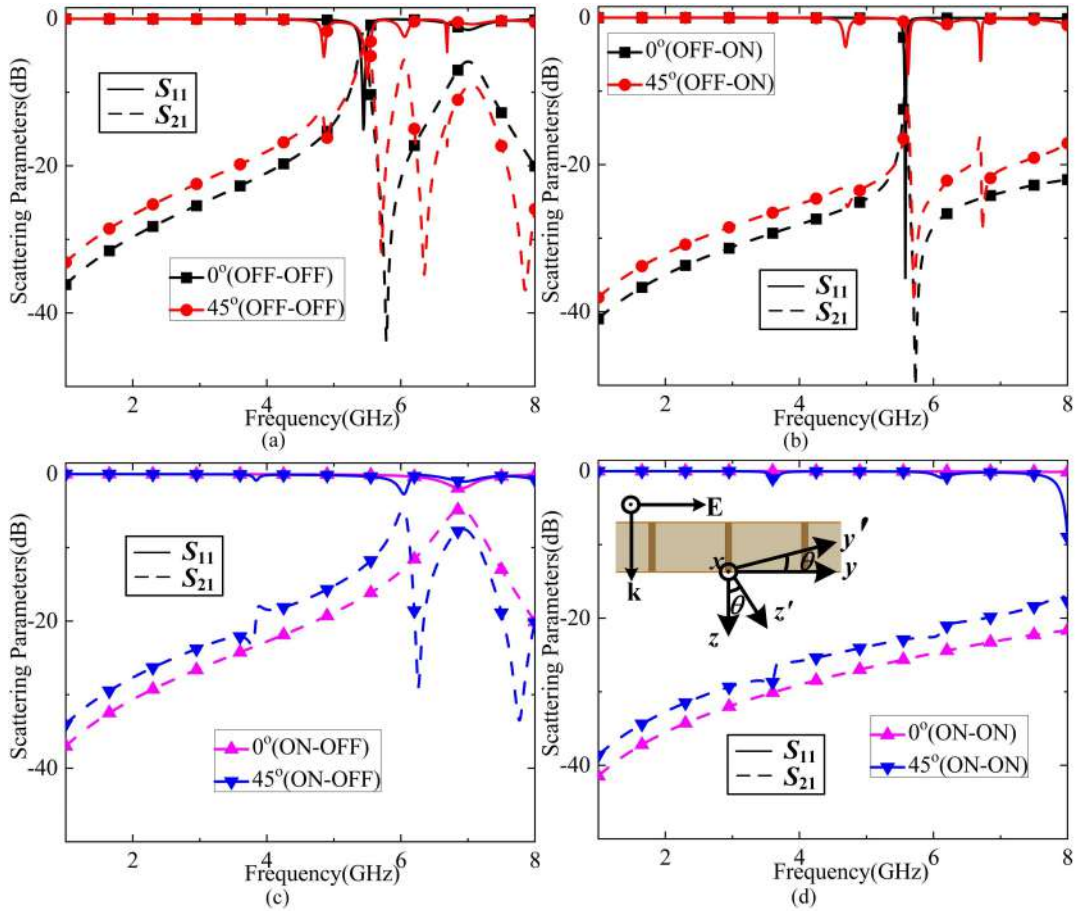 Scattering Parameters(dB)
0
-20
-40
S11
S21
0°(OFF-OFF)
45°(OFF-OFF)
2
4
6
8
Frequency(GHz)
(a)
Scattering Parameters(dB)
0
-20
-40
0°(OFF-ON)
45°(OFF-ON)
S11
S21
2
4
6
8
Frequency(GHz)
(b)
Scattering Parameters(dB)
0
-20
-40
S11
S21
0°(ON-OFF)
45°(ON-OFF)
2
4
6
8
Frequency(GHz)
(c)
Scattering Parameters(dB)
0
-20
-40
E
k
x
y'
θ
y
θ
z'
z
0°(ON-ON)
45°(ON-ON)
S11
S21
2
4
6
8
Frequency(GHz)
(d)